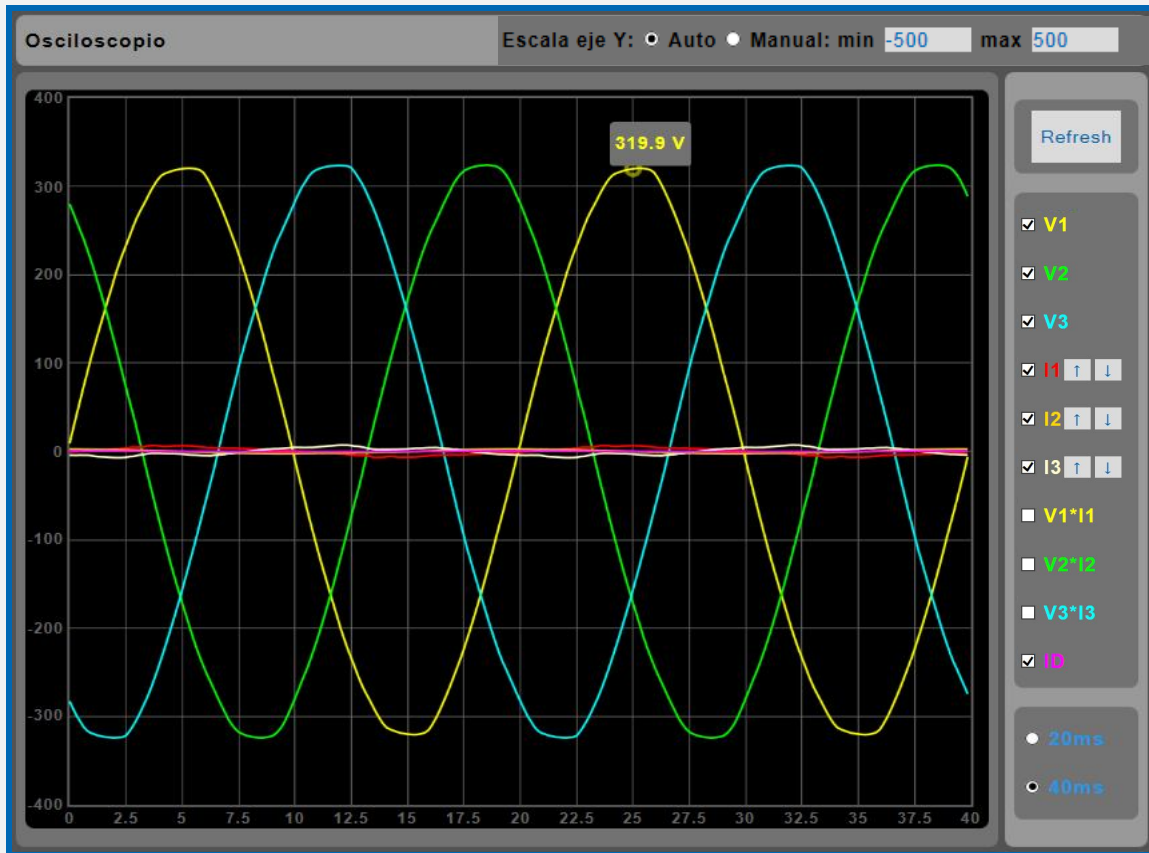 Osciloscopio
Escala eje Y: Auto Manual: min -500 max 500
400
300
200
100
0
-100
-200
-300
-400
0 2.5 5 7.5 10 12.5 15 17.5 20 22.5 25 27.5 30 32.5 35 37.5 40
319.9 V
Refresh
V1
V2
V3
I1 ↑ ↓
I2 ↑ ↓
I3 ↑ ↓
V1*I1
V2*I2
V3*I3
ID
20ms
40ms